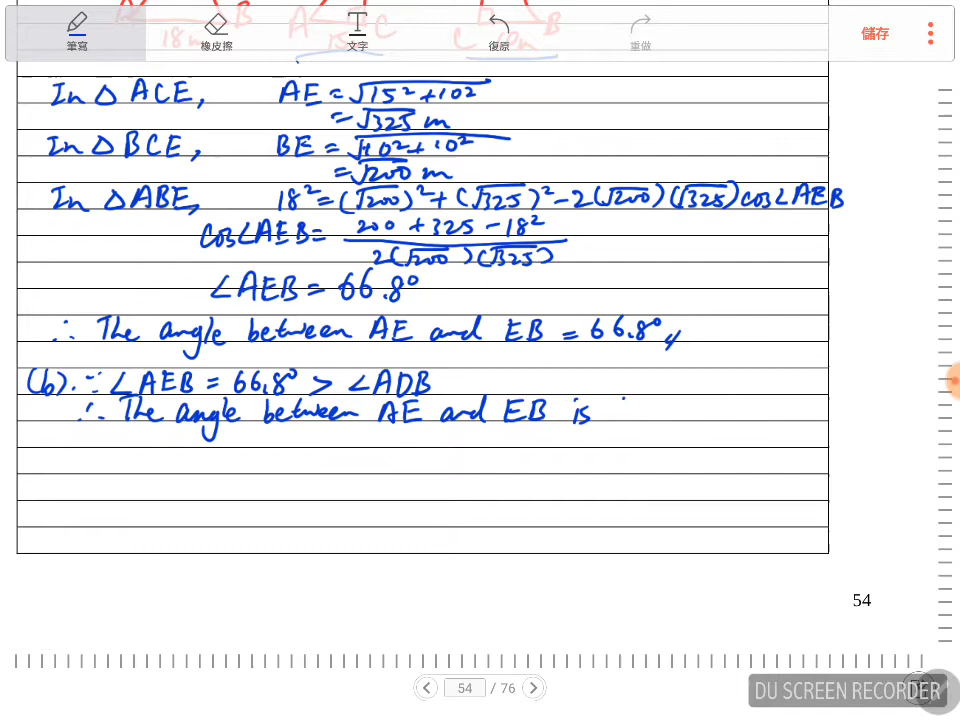 A B A C C B
18m 15 10m
筆寫 橡皮擦 文字 復原 重做 儲存
In △ ACE, AE = √15² + 10²
= √325 m
In △ BCE, BE = √10² + 10²
= √200 m
In △ABE, 18² = (√200)² + (√325)² - 2(√200)(√325) cos∠AEB
cos∠AEB = 200 + 325 - 18² / 2(√200)(√325)
∠AEB = 66.8°
∴ The angle between AE and EB = 66.8°
(b). ∵ ∠AEB = 66.8° > ∠ADB
∴ The angle between AE and EB is
54
54 / 76
DU SCREEN RECORDER